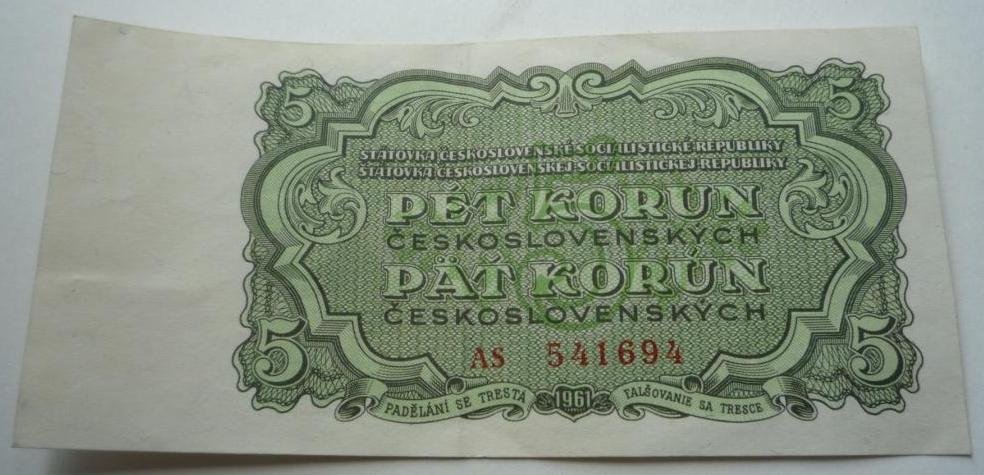 5 5
STÁTOVKA ČESKOSLOVENSKÉ SOCIALISTICKÉ REPUBLIKY
ŠTÁTOVKA ČESKOSLOVENSKEJ SOCIALISTICKEJ REPUBLIKY
PĚT KORUN
ČESKOSLOVENSKÝCH
PÄŤ KORÚN
ČESKOSLOVENSKÝCH
5 5
AS 541694
PADĚLÁNÍ SE TRESTÁ 1961 FALŠOVANIE SA TRESCE